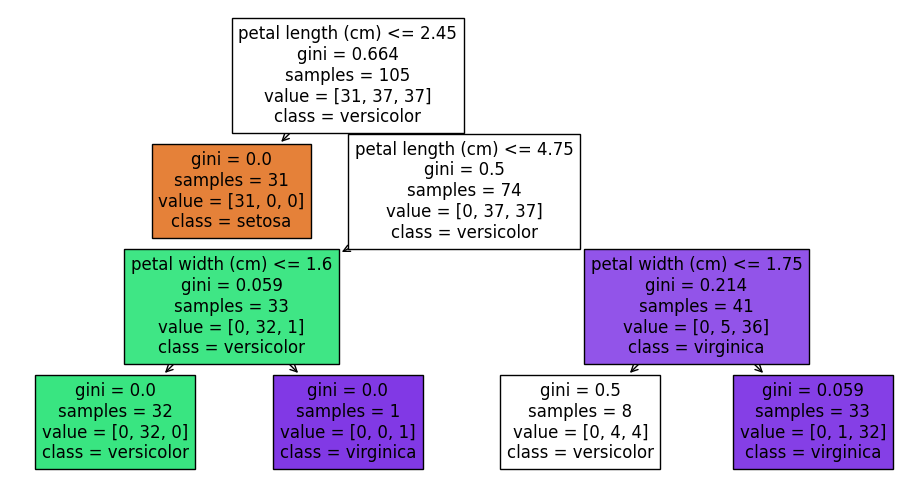 petal length (cm) <= 2.45
gini = 0.664
samples = 105
value = [31, 37, 37]
class = versicolor
gini = 0.0
samples = 31
value = [31, 0, 0]
class = setosa
petal length (cm) <= 4.75
gini = 0.5
samples = 74
value = [0, 37, 37]
class = versicolor
petal width (cm) <= 1.6
gini = 0.059
samples = 33
value = [0, 32, 1]
class = versicolor
petal width (cm) <= 1.75
gini = 0.214
samples = 41
value = [0, 5, 36]
class = virginica
gini = 0.0
samples = 32
value = [0, 32, 0]
class = versicolor
gini = 0.0
samples = 1
value = [0, 0, 1]
class = virginica
gini = 0.5
samples = 8
value = [0, 4, 4]
class = versicolor
gini = 0.059
samples = 33
value = [0, 1, 32]
class = virginica